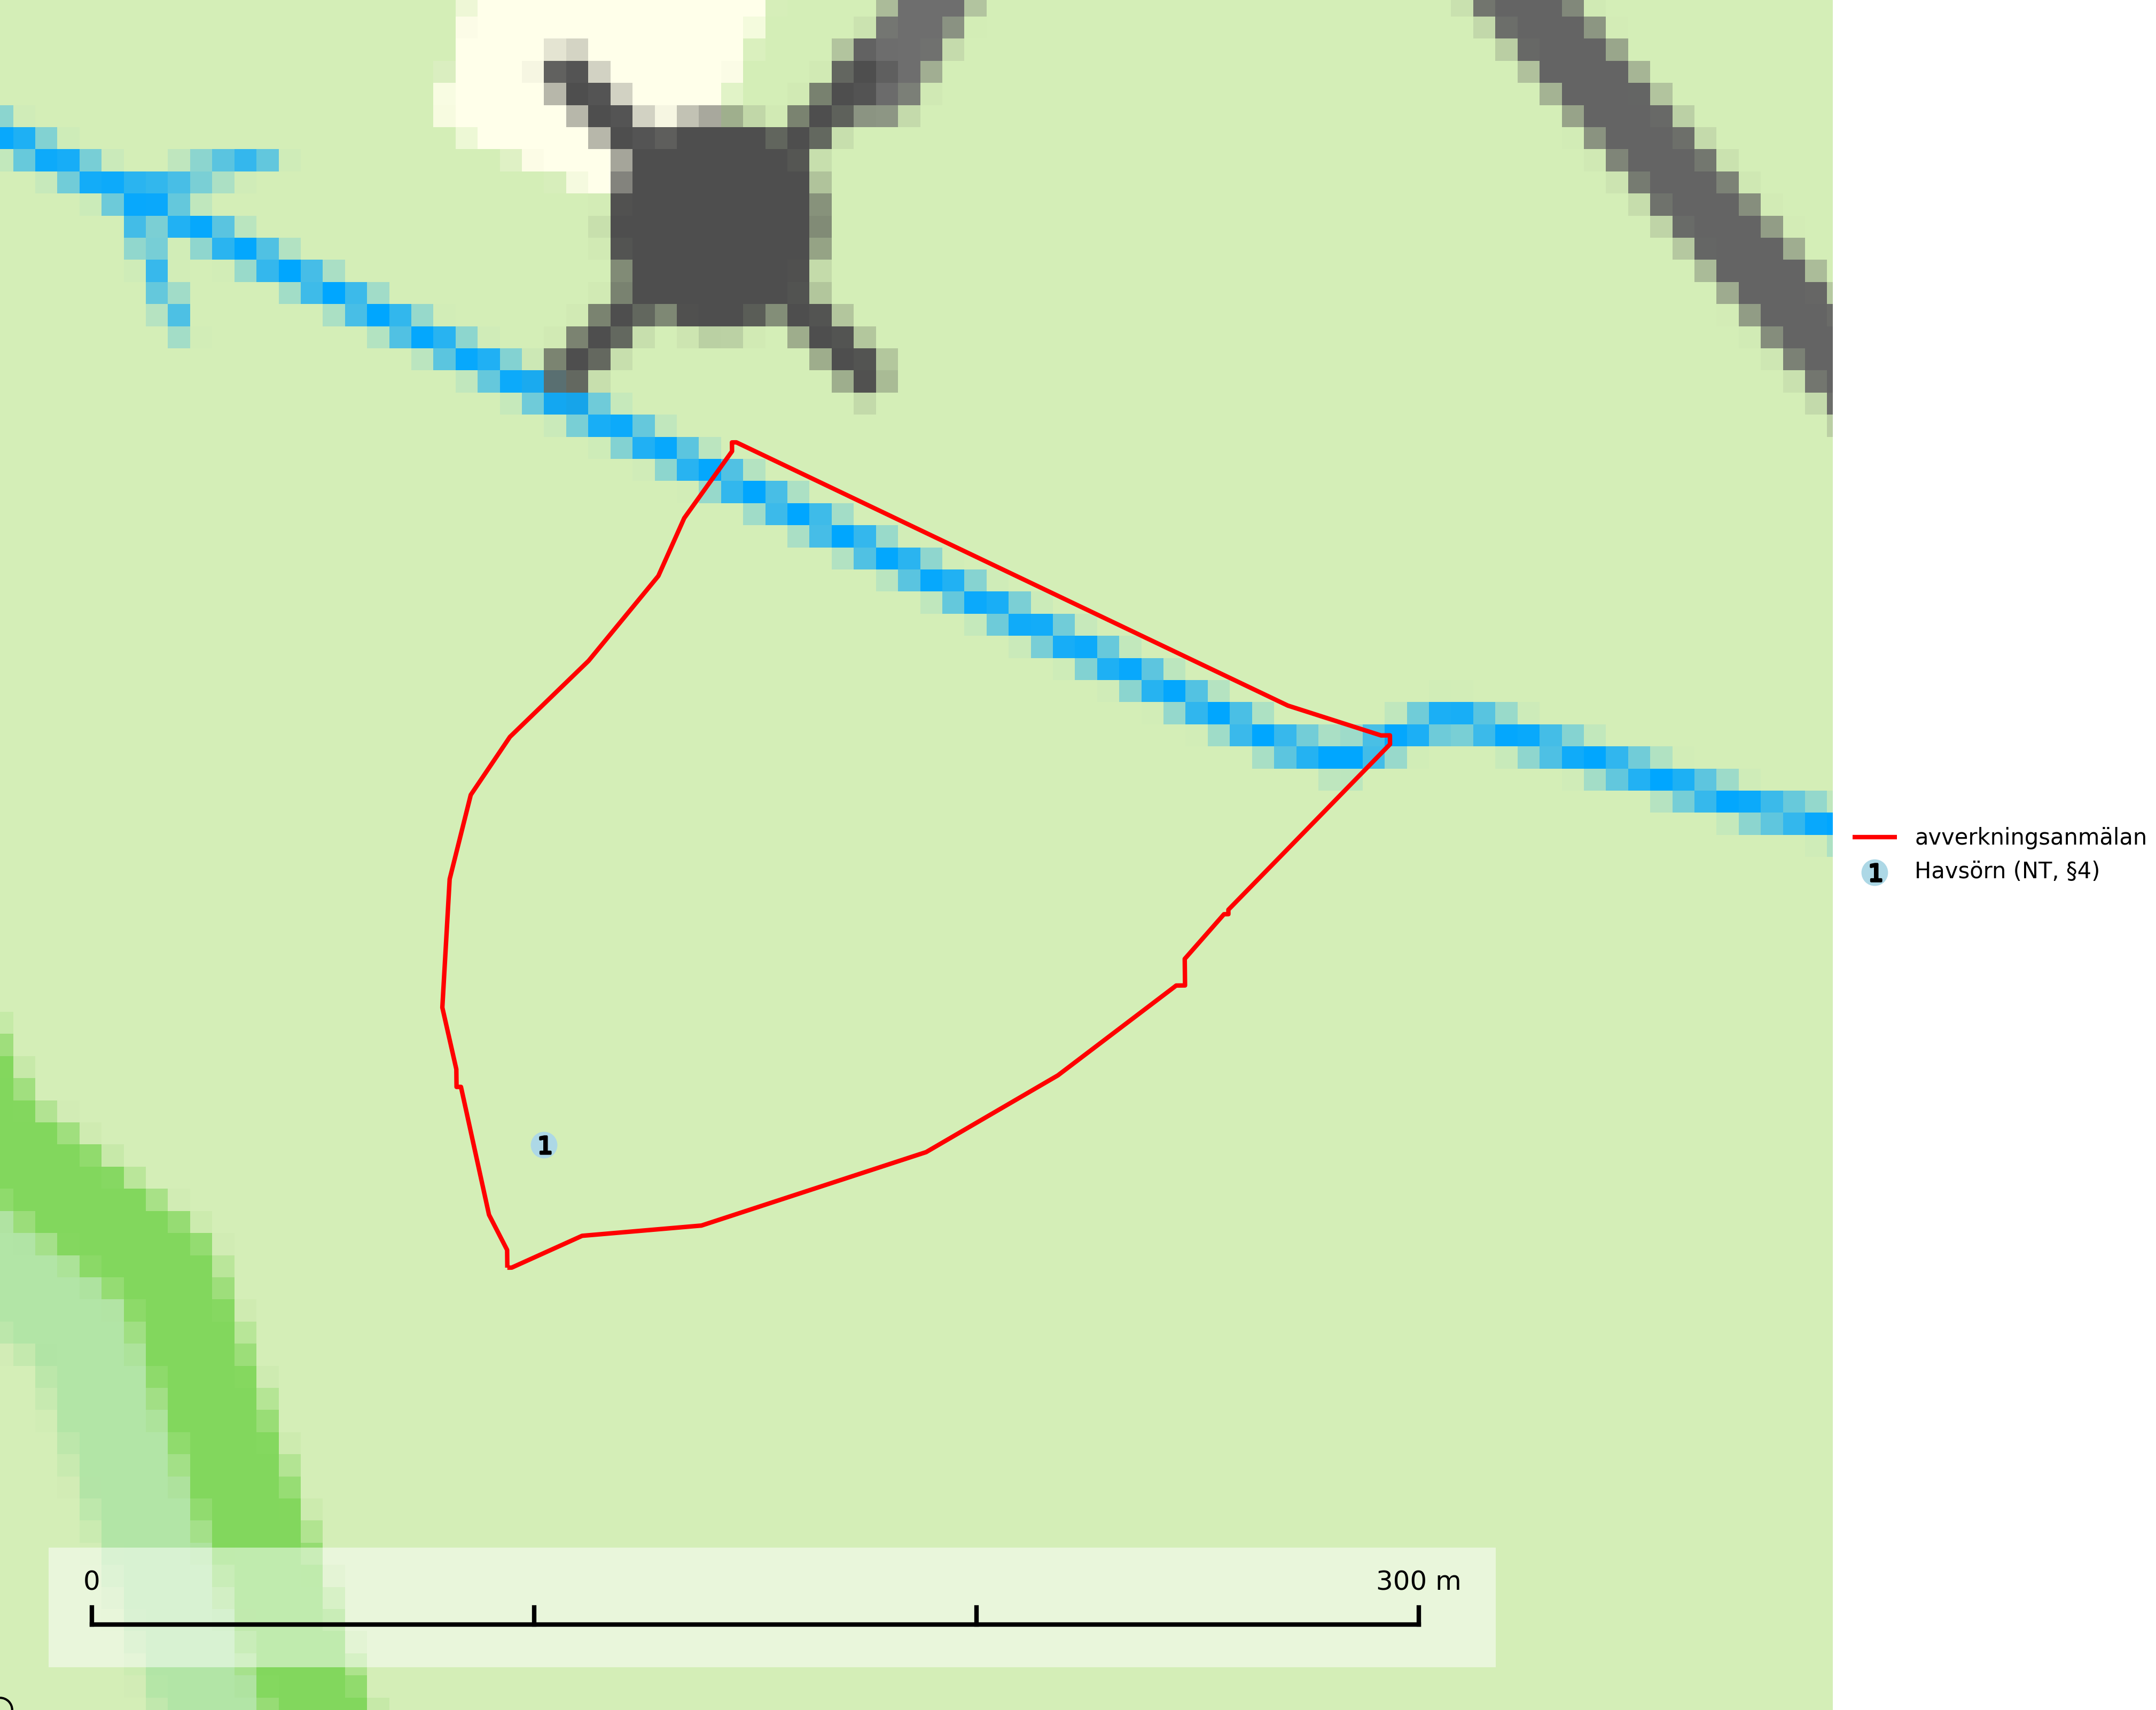 avverkningsanmälan
1 Havsörn (NT, §4)
1
0 300 m